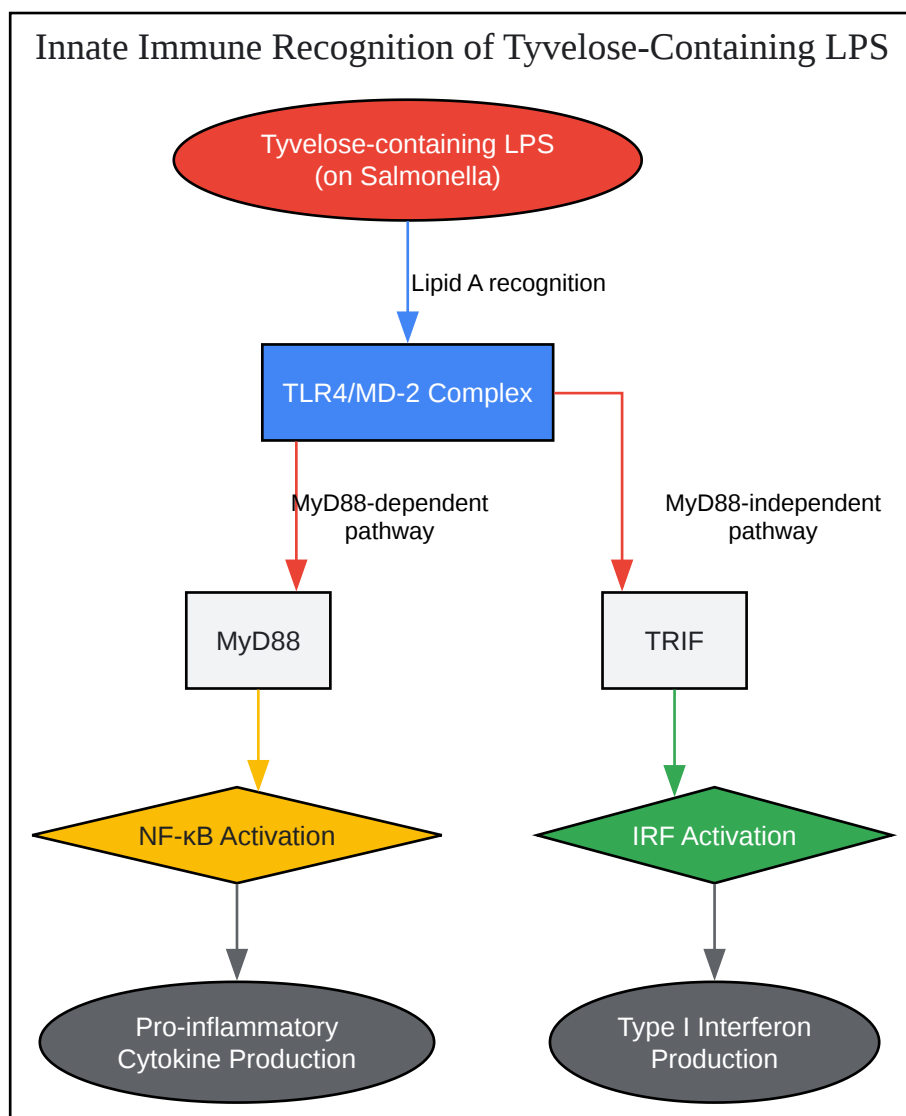 Innate Immune Recognition of Tyvelose-Containing LPS
Tyvelose-containing LPS
(on Salmonella)
Lipid A recognition
TLR4/MD-2 Complex
MyD88-dependent
pathway
MyD88-independent
pathway
MyD88
TRIF
NF-κB Activation
IRF Activation
Pro-inflammatory
Cytokine Production
Type I Interferon
Production